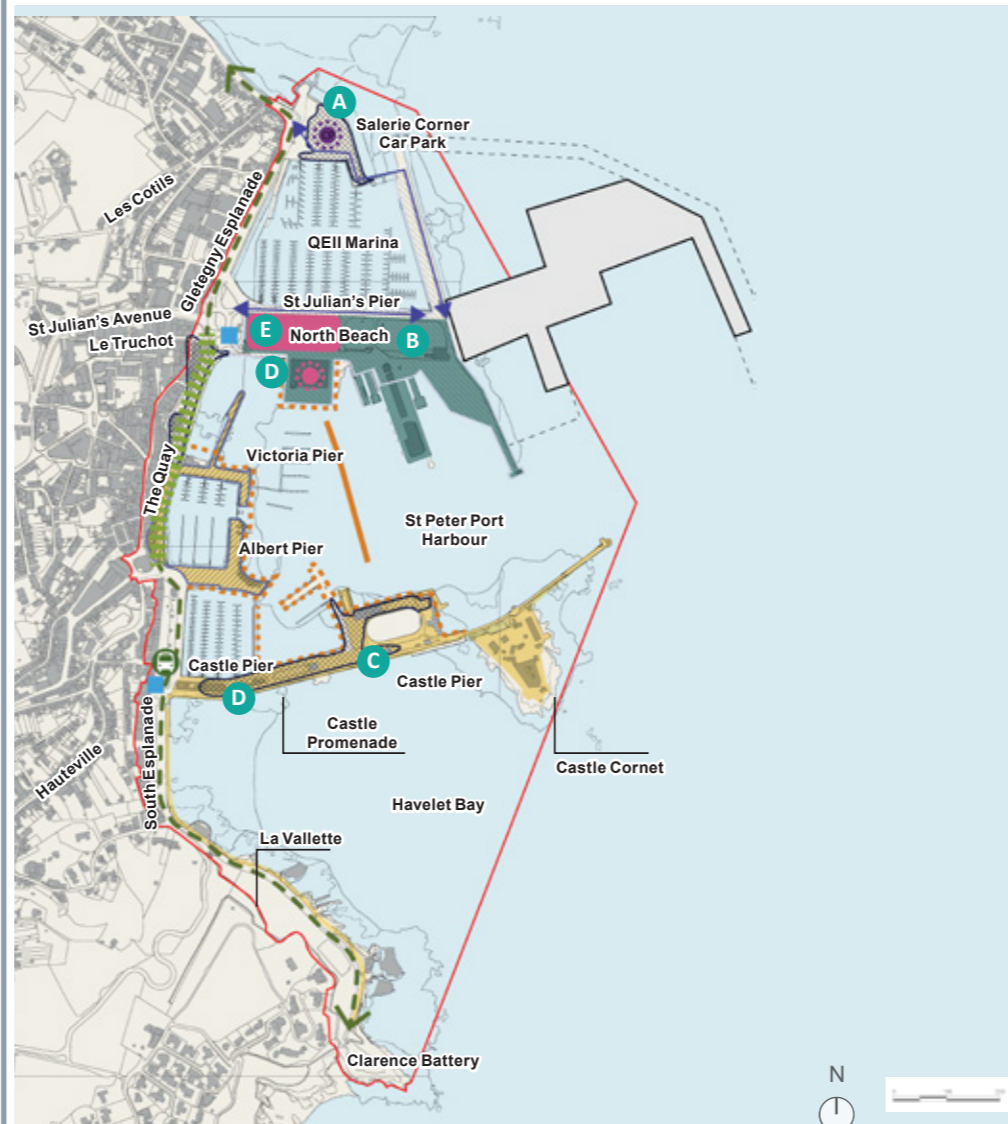 A
Salerie Corner
Car Park
Les Cotils
Gletegny Esplanade
QEII Marina
St Julian's Pier
St Julian's Avenue
Le Truchot
E
North Beach
B
D
The Quay
Victoria Pier
St Peter Port
Harbour
Albert Pier
Castle Pier
C
D
Castle Pier
Castle
Promenade
Castle Cornet
South Esplanade
Hauteville
Havelet Bay
La Vallette
Clarence Battery
N